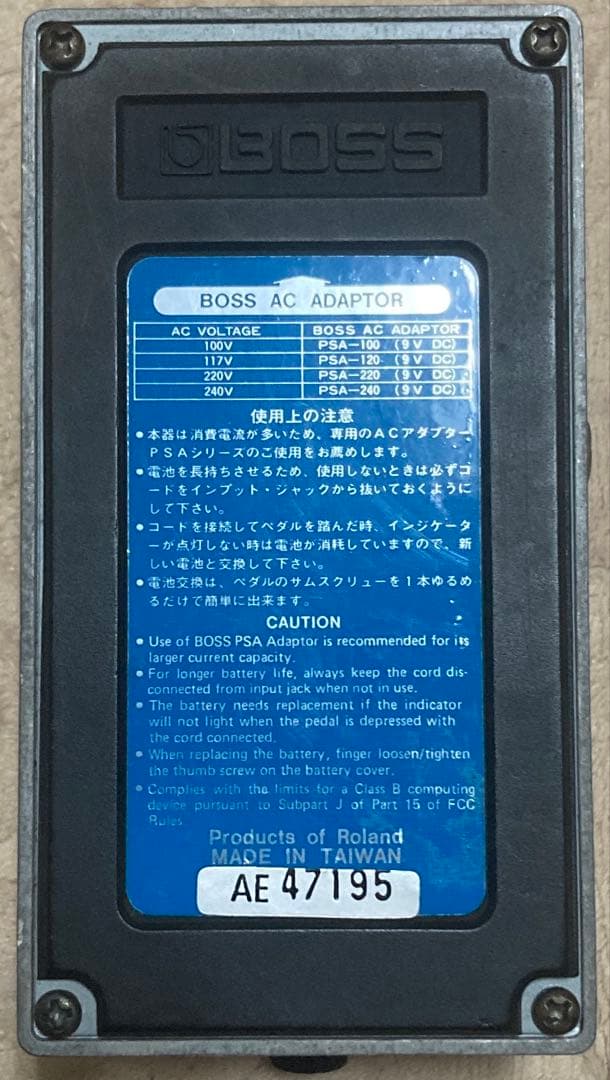 BOSS
BOSS AC ADAPTOR
AC VOLTAGE BOSS AC ADAPTOR
100V PSA-100 (9V DC)
117V PSA-120 (9V DC)
220V PSA-220 (9V DC)
240V PSA-240 (9V DC)
使用上の注意
●本器は消費電流が多いため、専用のACアダプター
PSAシリーズのご使用をお薦めします。
●電池を長持ちさせるため、使用しないときは必ずコ
ードをインプット・ジャックから抜いておくように
して下さい。
●コードを接続してペダルを踏んだ時、インジケータ
ーが点灯しない時は電池が消耗していますので、新
しい電池と交換して下さい。
●電池交換は、ペダルのサムスクリューを1本ゆるめ
るだけで簡単に出来ます。
CAUTION
● Use of BOSS PSA Adaptor is recommended for its
larger current capacity.
● For longer battery life, always keep the cord dis-
connected from input jack when not in use.
● The battery needs replacement if the indicator
will not light when the pedal is depressed with
the cord connected.
● When replacing the battery, finger loosen/tighten
the thumb screw on the battery cover.
● Complies with the limits for a Class B computing
device pursuant to Subpart J of Part 15 of FCC
Rules.
Products of Roland
MADE IN TAIWAN
AE 47195